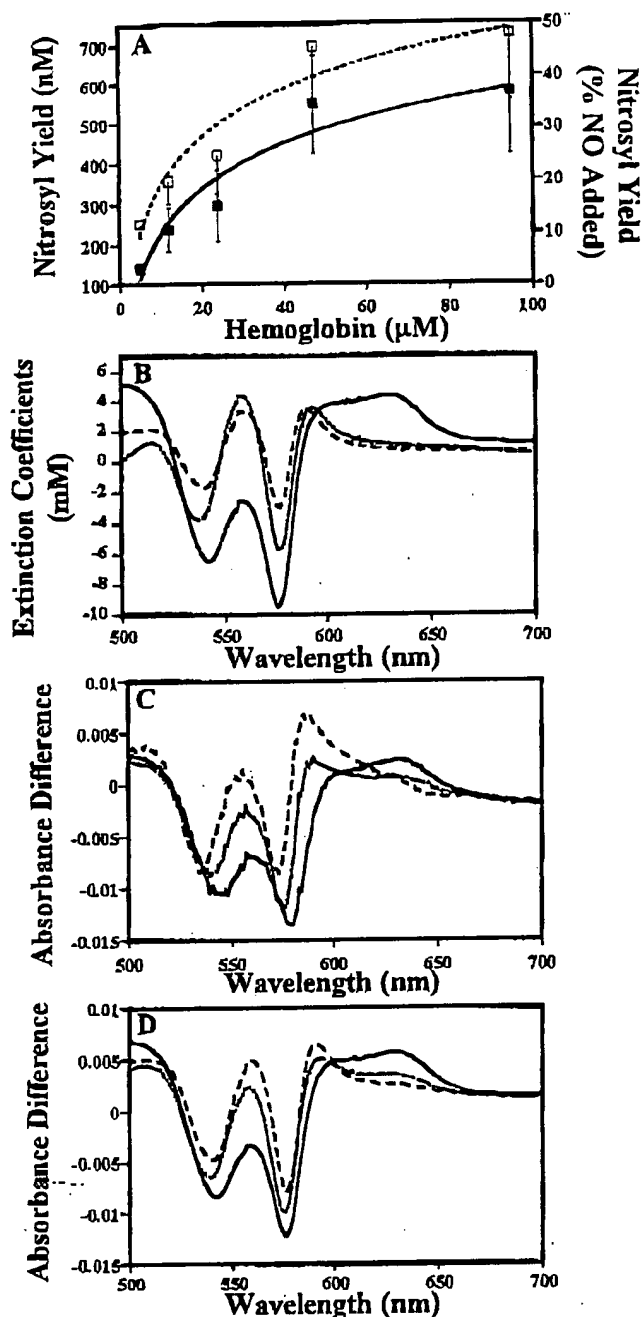 A
Nitrosyl Yield (nM)
700
600
500
400
300
200
100
50
40
30
20
10
0
Nitrosyl Yield
(% NO Added)
0 20 40 60 80 100
Hemoglobin (µM)
B
Extinction Coefficients
(mM)
6
4
2
0
-2
-4
-6
-8
-10
500 550 600 650 700
Wavelength (nm)
C
Absorbance Difference
0.01
0.005
0
-0.005
-0.01
-0.015
500 550 600 650 700
Wavelength (nm)
D
Absorbance Difference
0.01
0.005
0
-0.005
-0.01
-0.015
500 550 600 650 700
Wavelength (nm)